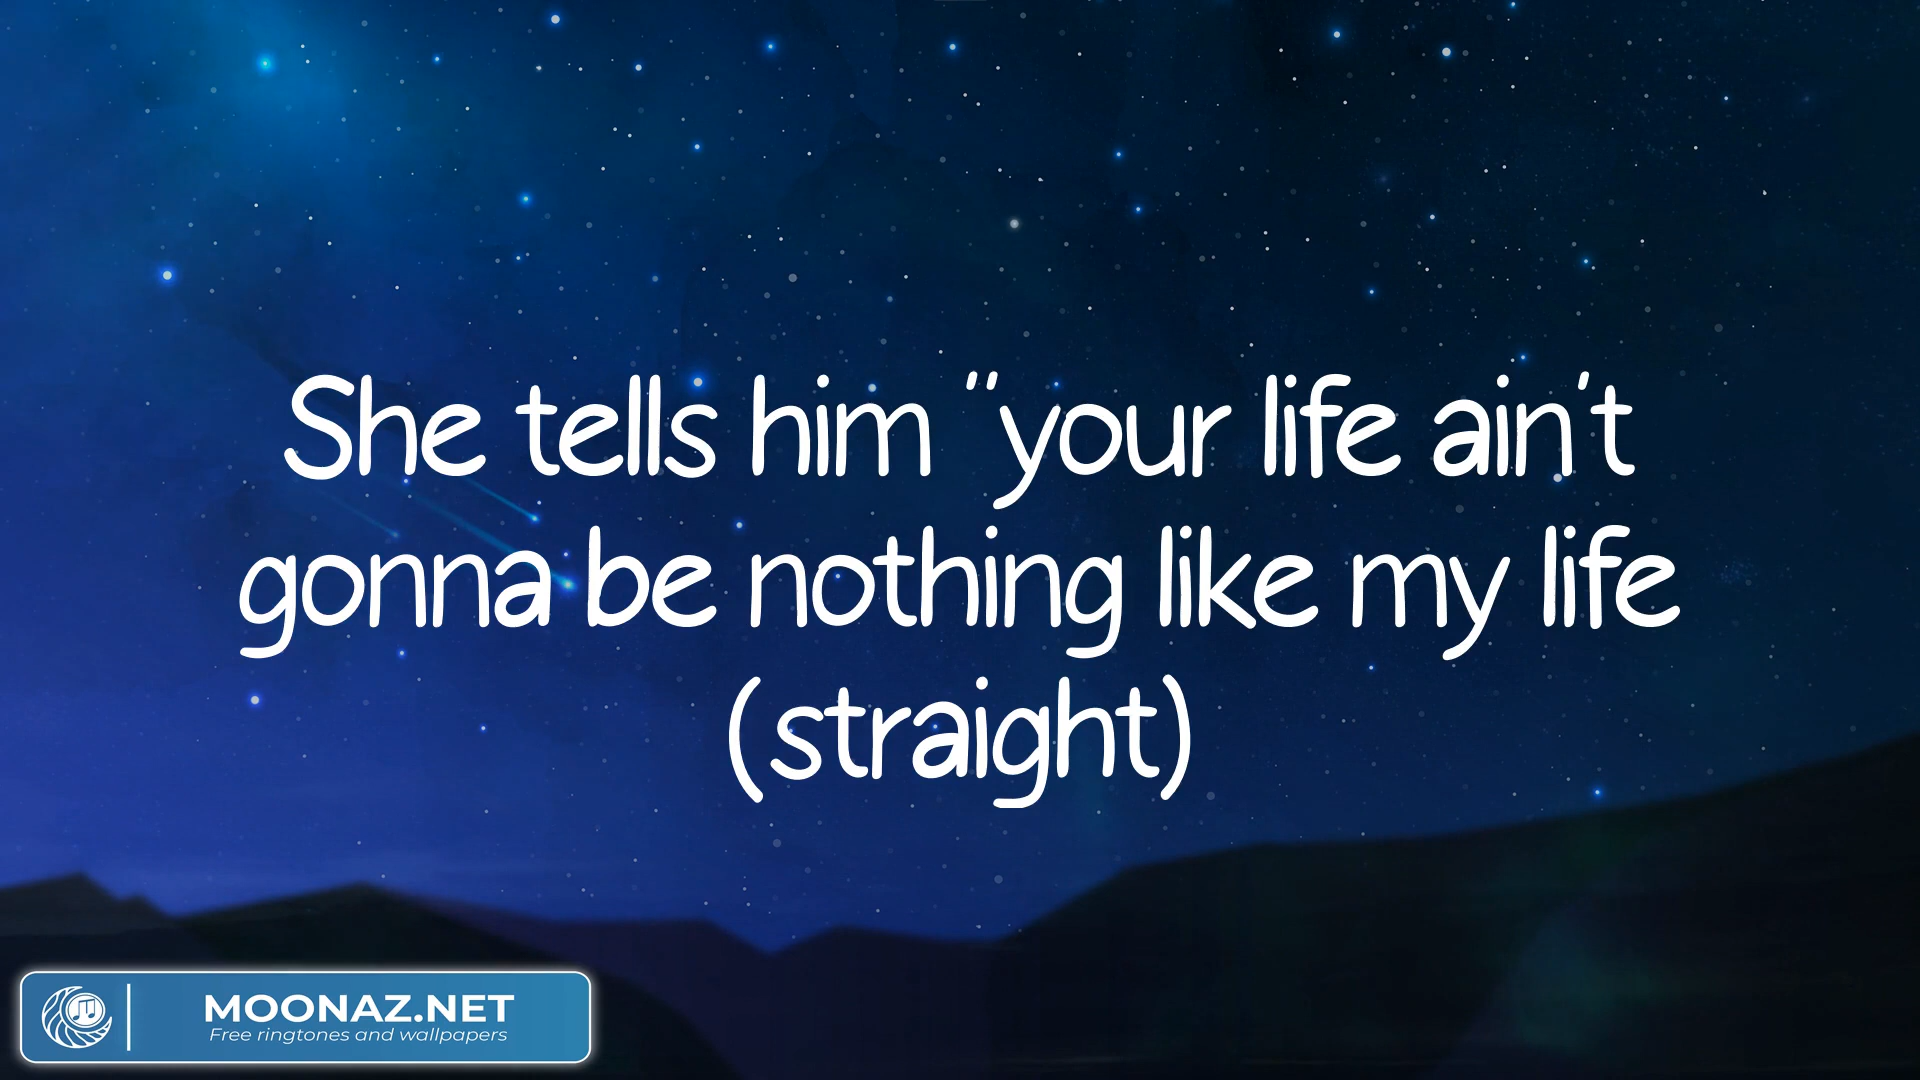 She tells him "your life ain't
gonna be nothing like my life
(straight)
MOONAZ.NET
Free ringtones and wallpapers